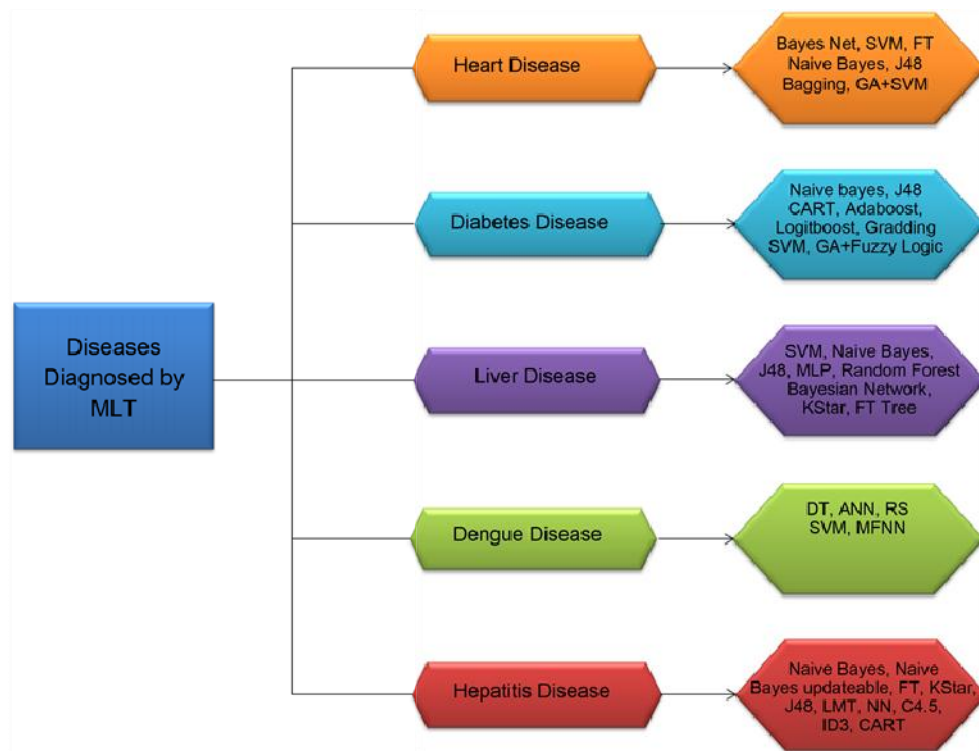 Diseases
Diagnosed by
MLT
Heart Disease
Bayes Net, SVM, FT
Naive Bayes, J48
Bagging, GA+SVM
Diabetes Disease
Naive bayes, J48
CART, Adaboost,
Logitboost, Gradding
SVM, GA+Fuzzy Logic
Liver Disease
SVM, Naive Bayes,
J48, MLP, Random Forest
Bayesian Network,
KStar, FT Tree
Dengue Disease
DT, ANN, RS
SVM, MFNN
Hepatitis Disease
Naive Bayes, Naive
Bayes updateable, FT, KStar,
J48, LMT, NN, C4.5,
ID3, CART